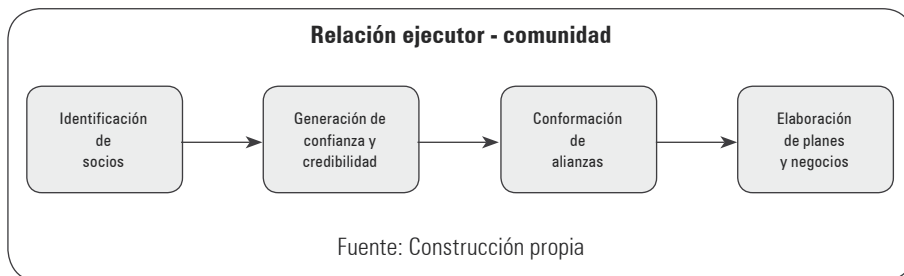 Relación ejecutor - comunidad
Identificación
de
socios
Generación de
confianza y
credibilidad
Conformación
de
alianzas
Elaboración
de planes
y negocios
Fuente: Construcción propia